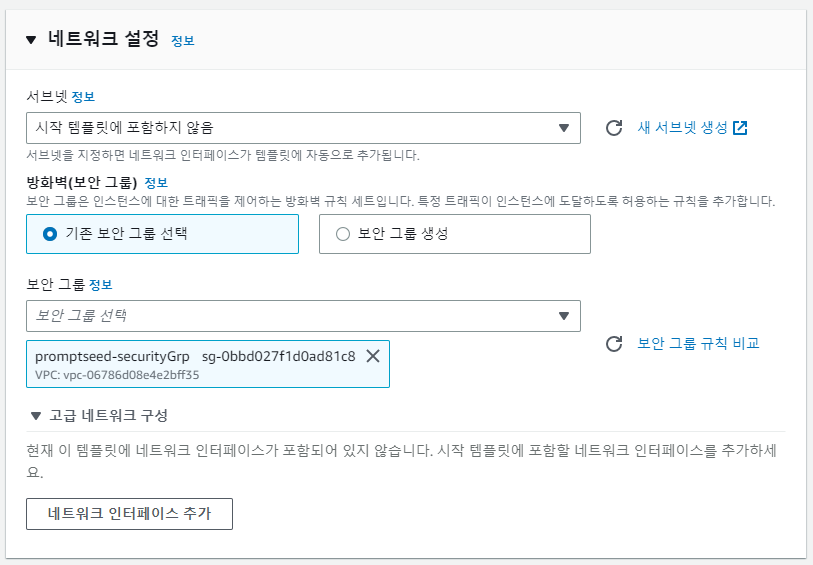 네트워크 설정 정보
서브넷 정보
시작 템플릿에 포함하지 않음
새 서브넷 생성
서브넷을 지정하면 네트워크 인터페이스가 템플릿에 자동으로 추가됩니다.
방화벽(보안 그룹) 정보
보안 그룹은 인스턴스에 대한 트래픽을 제어하는 방화벽 규칙 세트입니다. 특정 트래픽이 인스턴스에 도달하도록 허용하는 규칙을 추가합니다.
기존 보안 그룹 선택
보안 그룹 생성
보안 그룹 정보
보안 그룹 선택
promptseed-securityGrp sg-0bbd027f1d0ad81c8
VPC: vpc-06786d08e4e2bff35
보안 그룹 규칙 비교
고급 네트워크 구성
현재 이 템플릿에 네트워크 인터페이스가 포함되어 있지 않습니다. 시작 템플릿에 포함할 네트워크 인터페이스를 추가하세
요.
네트워크 인터페이스 추가